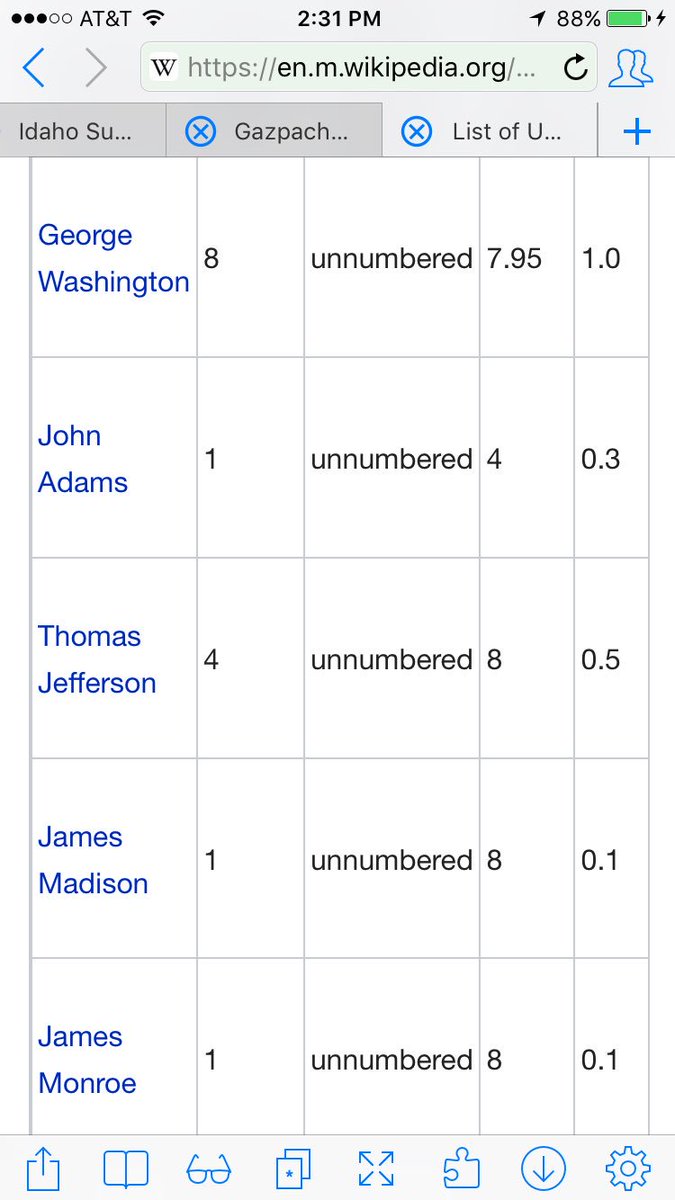 AT&T 2:31 PM 88%
W https://en.m.wikipedia.org/...
Idaho Su... Gazpach... List of U...
George
Washington 8 unnumbered 7.95 1.0
John
Adams 1 unnumbered 4 0.3
Thomas
Jefferson 4 unnumbered 8 0.5
James
Madison 1 unnumbered 8 0.1
James
Monroe 1 unnumbered 8 0.1